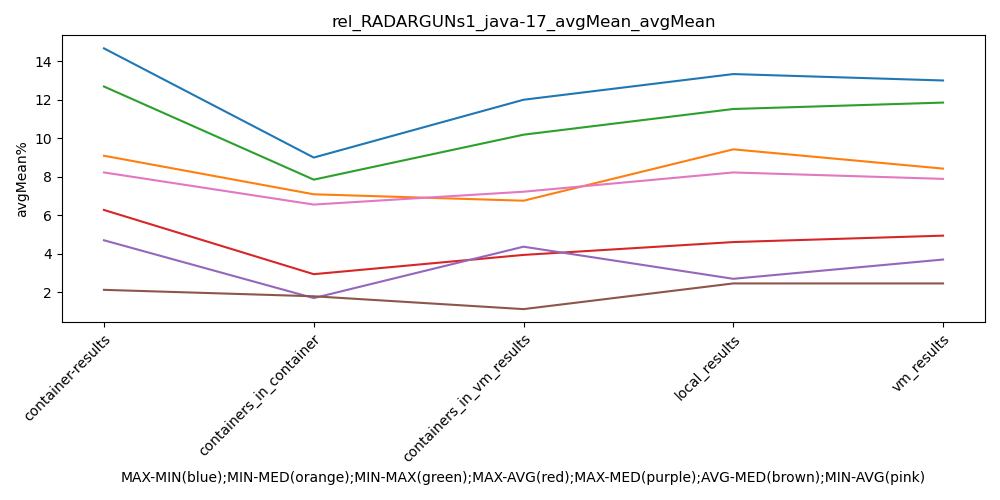 rel_RADARGUNs1_java-17_avgMean_avgMean
avgMean%
14
12
10
8
6
4
2
container-results
containers_in_container
containers_in_vm_results
local_results
vm_results
MAX-MIN(blue);MIN-MED(orange);MIN-MAX(green);MAX-AVG(red);MAX-MED(purple);AVG-MED(brown);MIN-AVG(pink)